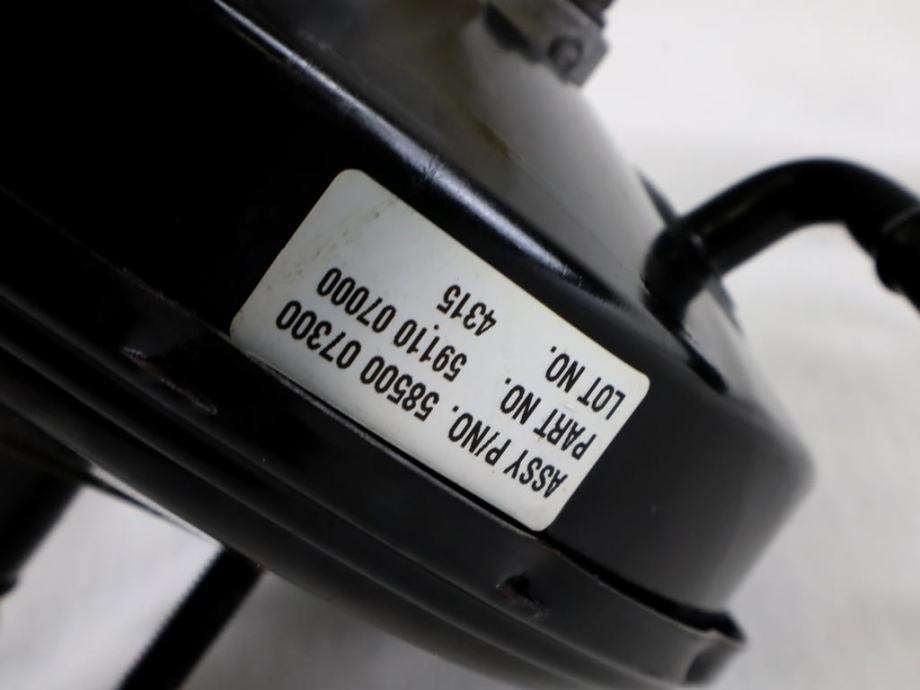 ASSY P/NO. 58500 07300
PART NO. 59110 07000
LOT NO. 4315